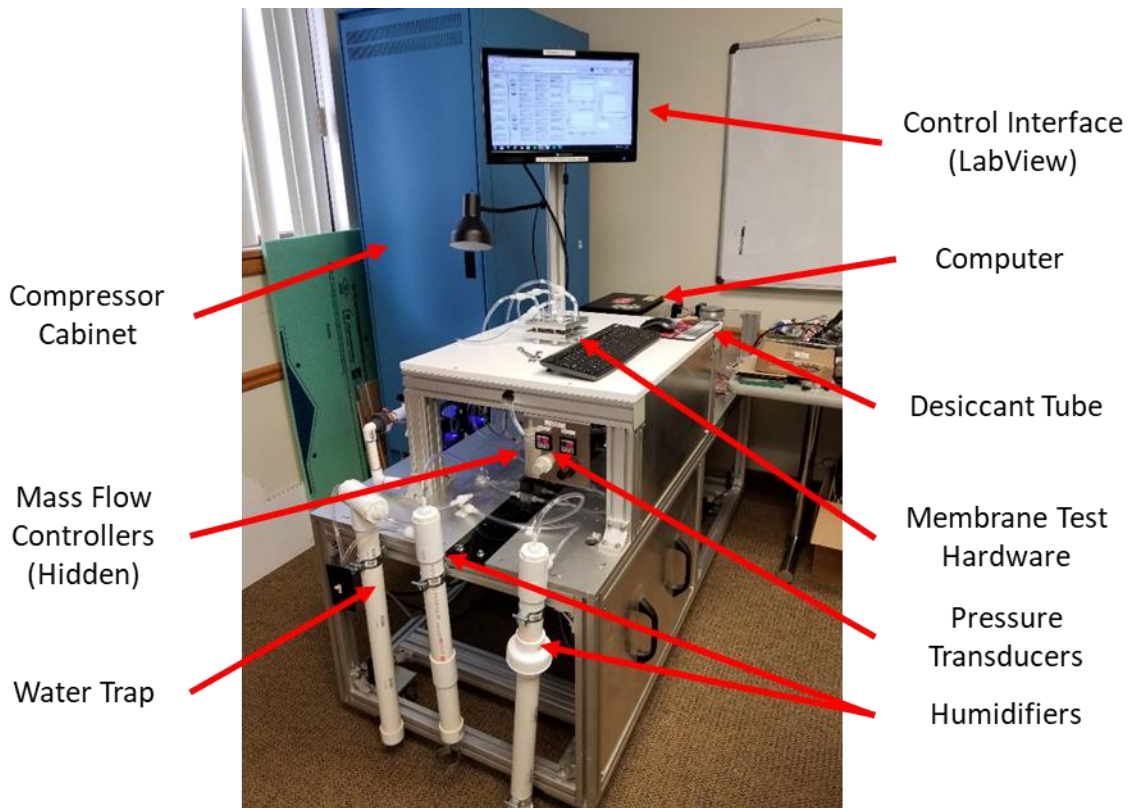 Control Interface
(LabView)
Computer
Compressor
Cabinet
Desiccant Tube
Mass Flow
Controllers
(Hidden)
Membrane Test
Hardware
Pressure
Transducers
Water Trap
Humidifiers